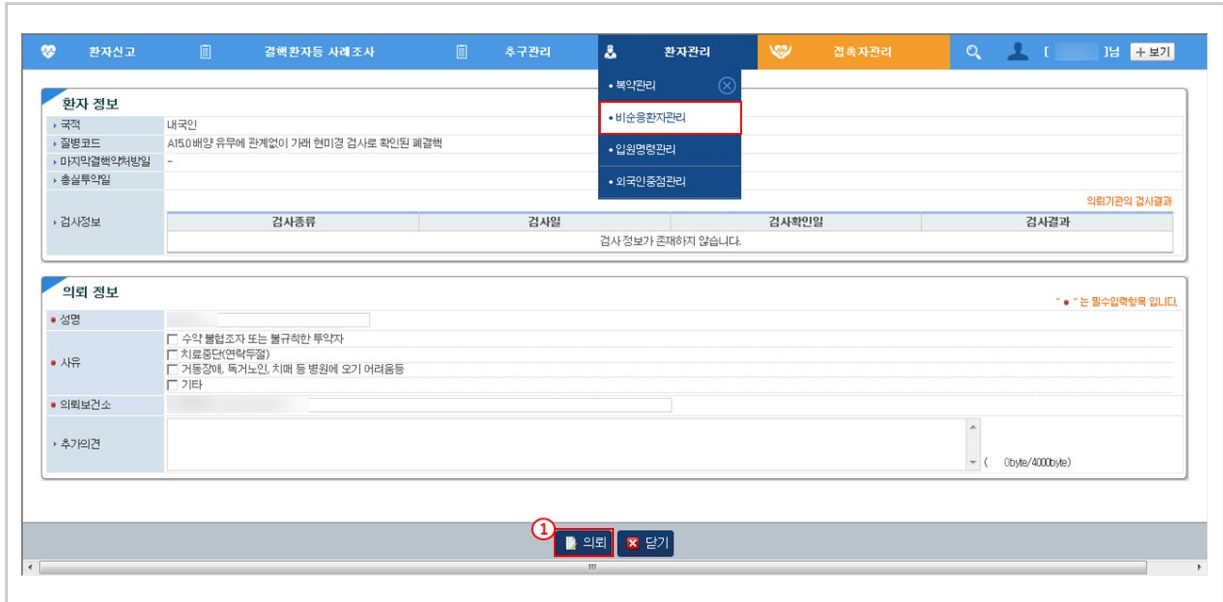 환자신고 결핵환자등 사례조사 추구관리 환자관리 접촉자관리 [ ]님 + 보기
• 복약관리
• 비순응환자관리
• 입원명령관리
• 외국인중점관리
환자 정보
국적 내국인
질병코드 A15.0 배양 유무에 관계없이 가래 현미경 검사로 확인된 폐결핵
마지막결핵약처방일 -
총실투약일
의뢰기관의 검사결과
검사정보 검사종류 검사일 검사확인일 검사결과
검사 정보가 존재하지 않습니다.
의뢰 정보
" ● " 는 필수입력항목 입니다.
● 성명
● 사유
수약 불협조자 또는 불규칙한 투약자
치료중단(연락두절)
거동장애, 독거노인, 치매 등 병원에 오기 어려움등
기타
● 의뢰보건소
추가의견
( 0byte/4000byte)
① 의뢰 닫기